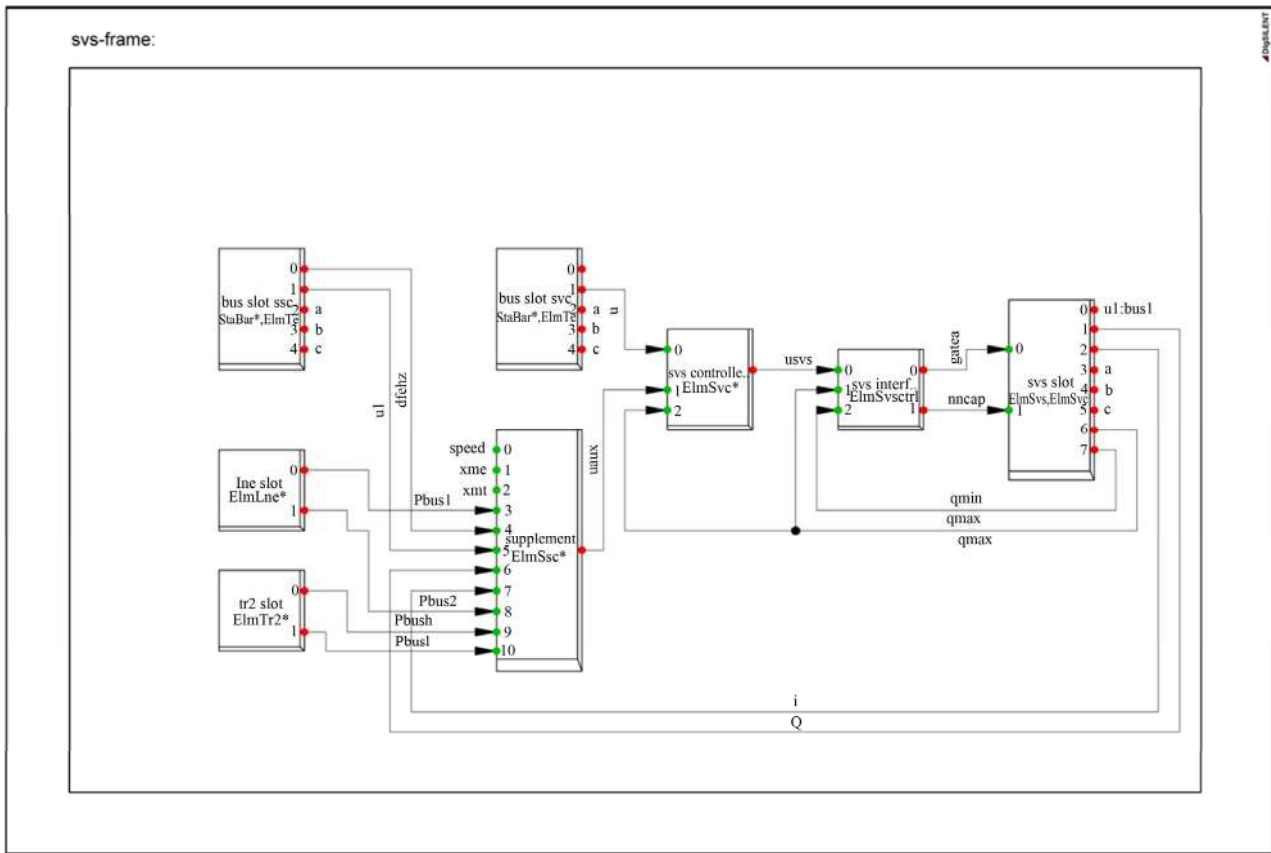 svs-frame:
DIgSILENT
bus slot ssc
StaBar*,ElmTe
0
1
2
3
4
a
b
c
bus slot svc
StaBar*,ElmTe
0
1
2
3
4
a
b
c
u
u1
dfehz
svs controlle..
ElmSvc*
0
1
2
usvs
svs interf..
ElmSvsctrl
0
1
2
0
1
gatea
nncap
svs slot
ElmSvs,ElmSvc
0
1
0
1
2
3
4
5
6
7
u1:bus1
a
b
c
lne slot
ElmLne*
0
1
tr2 slot
ElmTr2*
0
1
Pbus1
Pbus2
Pbush
Pbusl
speed
xme
xmt
0
1
2
3
4
5
6
7
8
9
10
supplement
ElmSsc*
uaux
qmin
qmax
qmax
i
Q